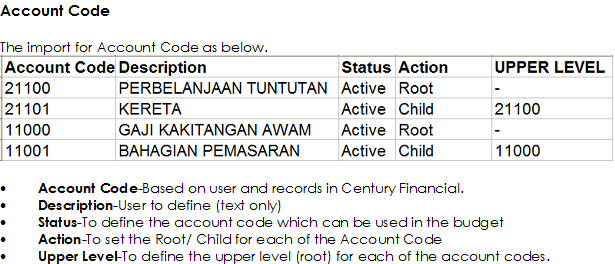 Account Code
The import for Account Code as below.
Account Code Description Status Action UPPER LEVEL
21100 PERBELANJAAN TUNTUTAN Active Root -
21101 KERETA Active Child 21100
11000 GAJI KAKITANGAN AWAM Active Root -
11001 BAHAGIAN PEMASARAN Active Child 11000
• Account Code-Based on user and records in Century Financial.
• Description-User to define (text only)
• Status-To define the account code which can be used in the budget
• Action-To set the Root/ Child for each of the Account Code
• Upper Level-To define the upper level (root) for each of the account codes.